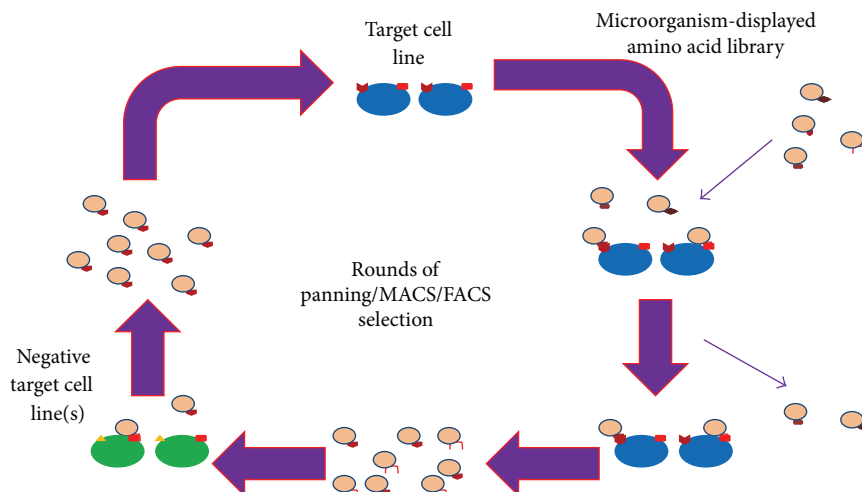 Target cell
line
Microorganism-displayed
amino acid library
Rounds of
panning/MACS/FACS
selection
Negative
target cell
line(s)